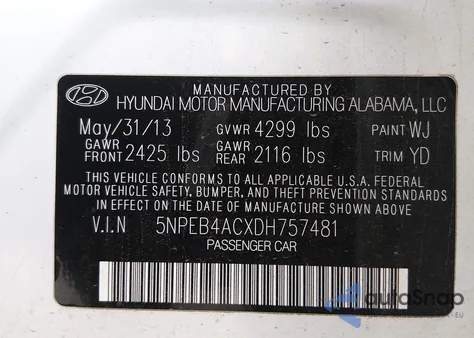 MANUFACTURED BY
HYUNDAI MOTOR MANUFACTURING ALABAMA, LLC
May/31/13 GVWR 4299 lbs PAINT WJ
GAWR FRONT 2425 lbs GAWR REAR 2116 lbs TRIM YD
THIS VEHICLE CONFORMS TO ALL APPLICABLE U.S.A. FEDERAL
MOTOR VEHICLE SAFETY, BUMPER, AND THEFT PREVENTION
STANDARDS IN EFFECT ON THE DATE OF MANUFACTURE SHOWN ABOVE
V.I.N 5NPEB4ACXDH757481
PASSENGER CAR
autoSnap